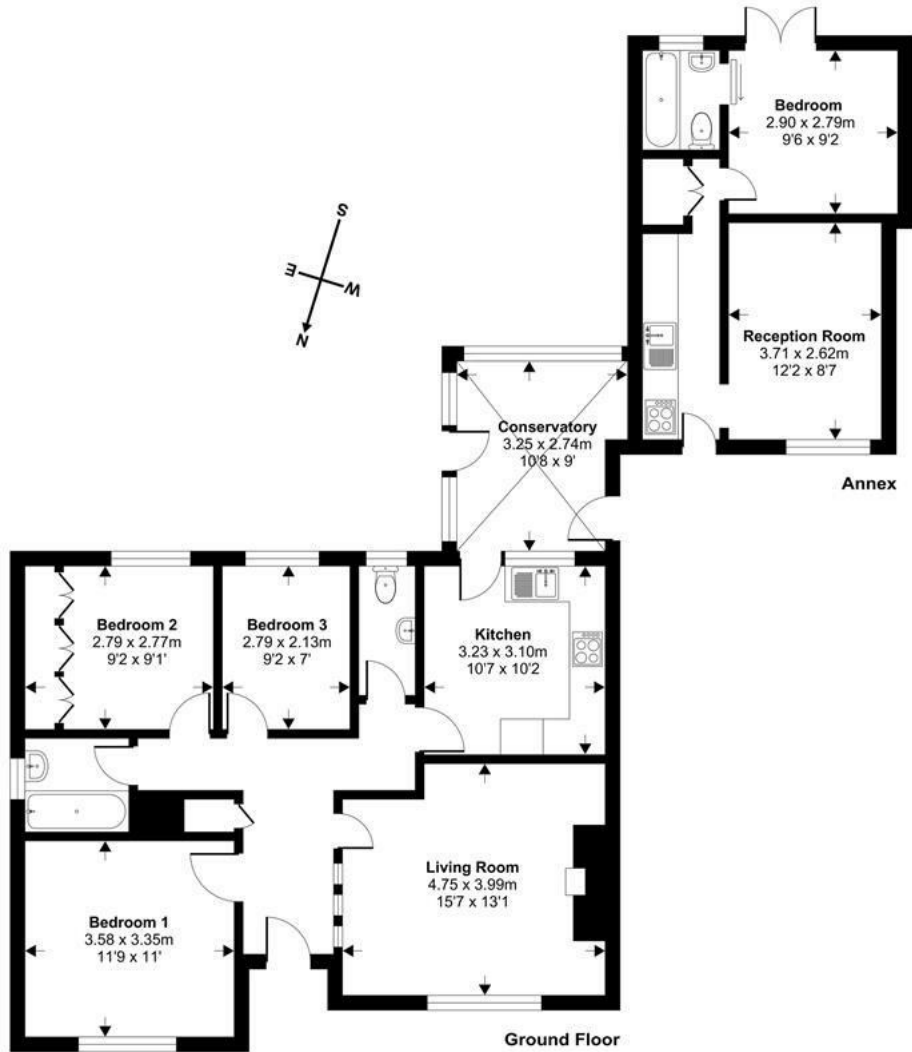 Bedroom
2.90 x 2.79m
9'6 x 9'2
S
E
W
N
Reception Room
3.71 x 2.62m
12'2 x 8'7
Conservatory
3.25 x 2.74m
10'8 x 9'
Annex
Bedroom 2
2.79 x 2.77m
9'2 x 9'1'
Bedroom 3
2.79 x 2.13m
9'2 x 7'
Kitchen
3.23 x 3.10m
10'7 x 10'2
Living Room
4.75 x 3.99m
15'7 x 13'1
Bedroom 1
3.58 x 3.35m
11'9 x 11'
Ground Floor